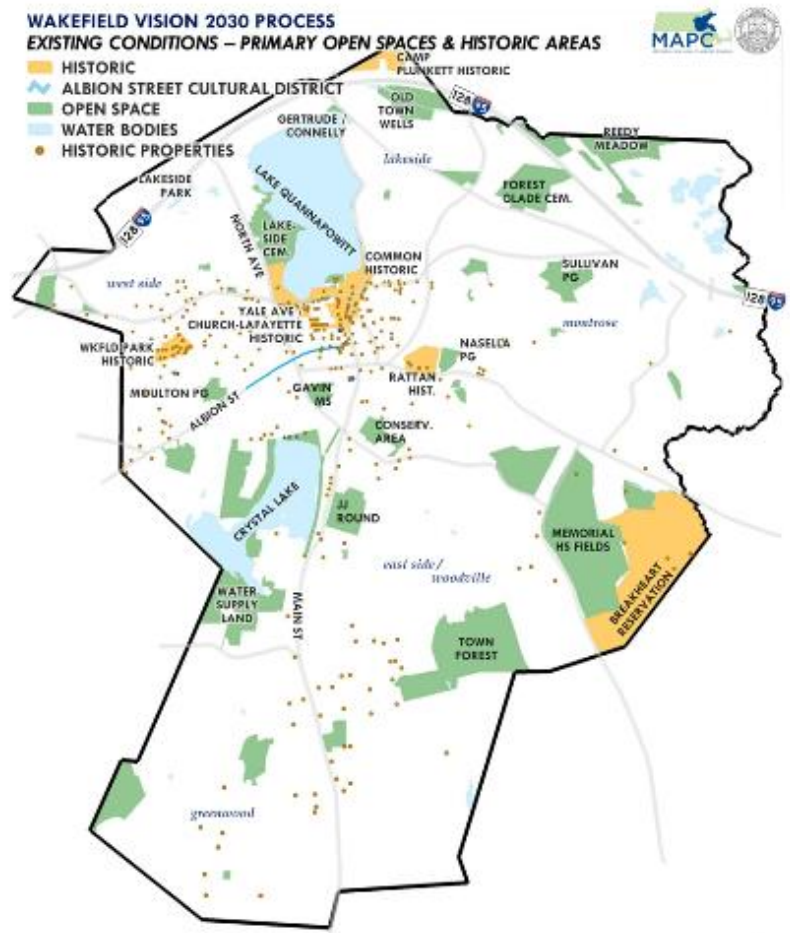 WAKEFIELD VISION 2030 PROCESS
EXISTING CONDITIONS – PRIMARY OPEN SPACES & HISTORIC AREAS
HISTORIC
ALBION STREET CULTURAL DISTRICT
OPEN SPACE
WATER BODIES
HISTORIC PROPERTIES
MAPC
CAMP
PLUNKETT HISTORIC
128 95
OLD
TOWN
WELLS
GERTRUDE /
CONNELLY
REEDY
MEADOW
lakeside
LAKESIDE
PARK
LAKE QUANNAPOWITT
FOREST
GLADE CEM.
128 95
NORTH AVE
LAKE-
SIDE
CEM.
COMMON
HISTORIC
SULLIVAN
PG
west side
128 95
YALE AVE
CHURCH-LAFAYETTE
HISTORIC
montrose
WKFLD PARK
HISTORIC
NASELLA
PG
RATTAN
HIST.
MOULTON PG
GAVIN
MS
ALBION ST
CONSERV.
AREA
CRYSTAL LAKE
JJ
ROUND
MEMORIAL
HS FIELDS
east side/
woodville
BREAKHEART
RESERVATION
WATER
SUPPLY
LAND
MAIN ST
TOWN
FOREST
greenwood